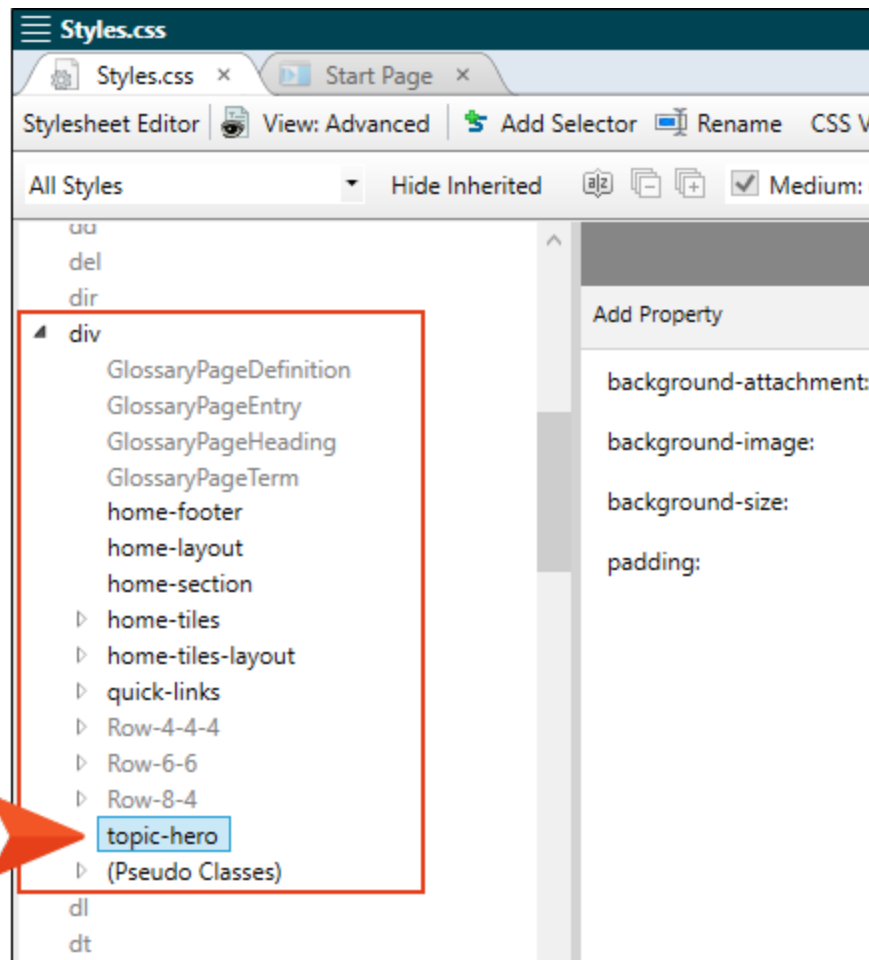 Styles.css
Styles.css × Start Page ×
Stylesheet Editor View: Advanced Add Selector Rename CSS V
All Styles Hide Inherited a|z Medium:
dd
del
dir
div
Add Property
GlossaryPageDefinition
background-attachment:
GlossaryPageEntry
GlossaryPageHeading
background-image:
GlossaryPageTerm
home-footer
background-size:
home-layout
home-section
padding:
home-tiles
home-tiles-layout
quick-links
Row-4-4-4
Row-6-6
Row-8-4
topic-hero
(Pseudo Classes)
dl
dt